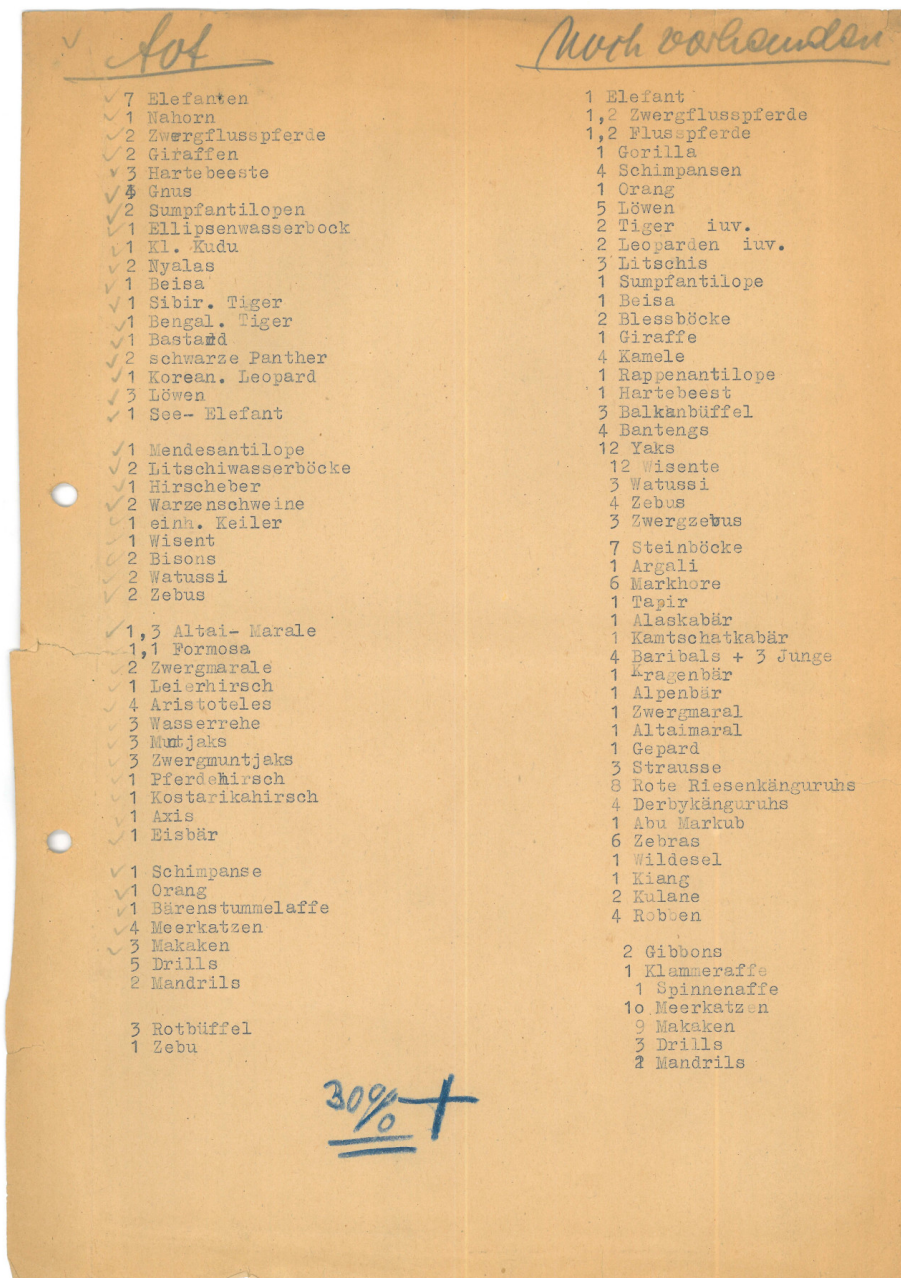 tot
7 Elefanten
1 Nahorn
2 Zwergflusspferde
2 Giraffen
3 Hartebeeste
4 Gnus
2 Sumpfantilopen
1 Ellipsenwasserbock
1 Kl. Kudu
2 Nyalas
1 Beisa
1 Sibir. Tiger
1 Bengal. Tiger
1 Bastard
2 schwarze Panther
1 Korean. Leopard
3 Löwen
1 See- Elefant
1 Mendesantilope
2 Litschiwasserböcke
1 Hirscheber
2 Warzenschweine
1 einh. Keiler
1 Wisent
2 Bisons
2 Watussi
2 Zebus
1,3 Altai- Marale
1,1 Formosa
2 Zwergmarale
1 Leierhirsch
4 Aristoteles
3 Wasserrehe
3 Muntjaks
3 Zwergmuntjaks
1 Pferdehirsch
1 Kostarikahirsch
1 Axis
1 Eisbär
1 Schimpanse
1 Orang
1 Bärenstummelaffe
4 Meerkatzen
3 Makaken
5 Drills
2 Mandrils
3 Rotbüffel
1 Zebu
Noch vorhanden
1 Elefant
1,2 Zwergflusspferde
1,2 Flusspferde
1 Gorilla
4 Schimpansen
1 Orang
5 Löwen
2 Tiger iuv.
2 Leoparden iuv.
3 Litschis
1 Sumpfantilope
1 Beisa
2 Blessböcke
1 Giraffe
4 Kamele
1 Rappenantilope
1 Hartebeest
3 Balkanbüffel
4 Bantengs
12 Yaks
12 Wisente
3 Watussi
4 Zebus
3 Zwergzebus
7 Steinböcke
1 Argali
6 Markhore
1 Tapir
1 Alaskabär
1 Kamtschatkabär
4 Baribals + 3 Junge
1 Kragenbär
1 Alpenbär
1 Zwergmaral
1 Altaimaral
1 Gepard
3 Strausse
8 Rote Riesenkänguruhs
4 Derbykänguruhs
1 Abu Markub
6 Zebras
1 Wildesel
1 Kiang
2 Kulane
4 Robben
2 Gibbons
1 Klammeraffe
1 Spinnenaffe
1o Meerkatzen
9 Makaken
3 Drills
Mandrils
30% +